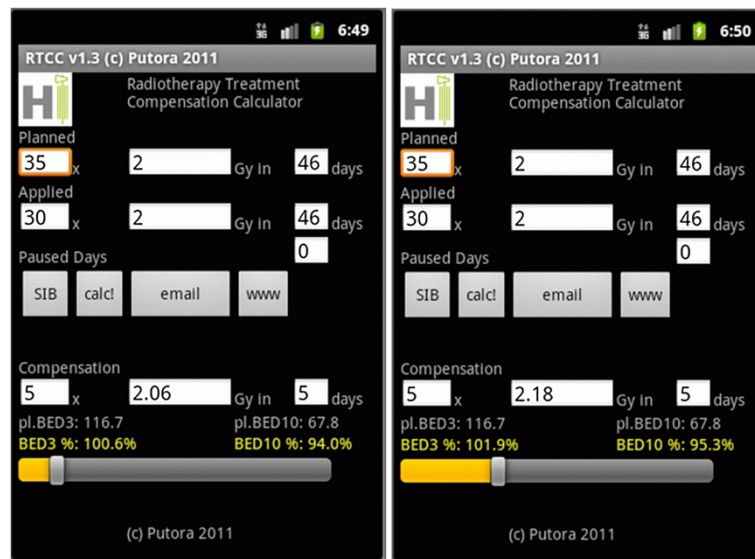 3G 6:49
RTCC v1.3 (c) Putora 2011
H
Radiotherapy Treatment
Compensation Calculator
Planned
35 x 2 Gy in 46 days
Applied
30 x 2 Gy in 46 days
0
Paused Days
SIB calc! email www
Compensation
5 x 2.06 Gy in 5 days
pl.BED3: 116.7 pl.BED10: 67.8
BED3 %: 100.6% BED10 %: 94.0%
(c) Putora 2011
3G 6:50
RTCC v1.3 (c) Putora 2011
H
Radiotherapy Treatment
Compensation Calculator
Planned
35 x 2 Gy in 46 days
Applied
30 x 2 Gy in 46 days
0
Paused Days
SIB calc! email www
Compensation
5 x 2.18 Gy in 5 days
pl.BED3: 116.7 pl.BED10: 67.8
BED3 %: 101.9% BED10 %: 95.3%
(c) Putora 2011